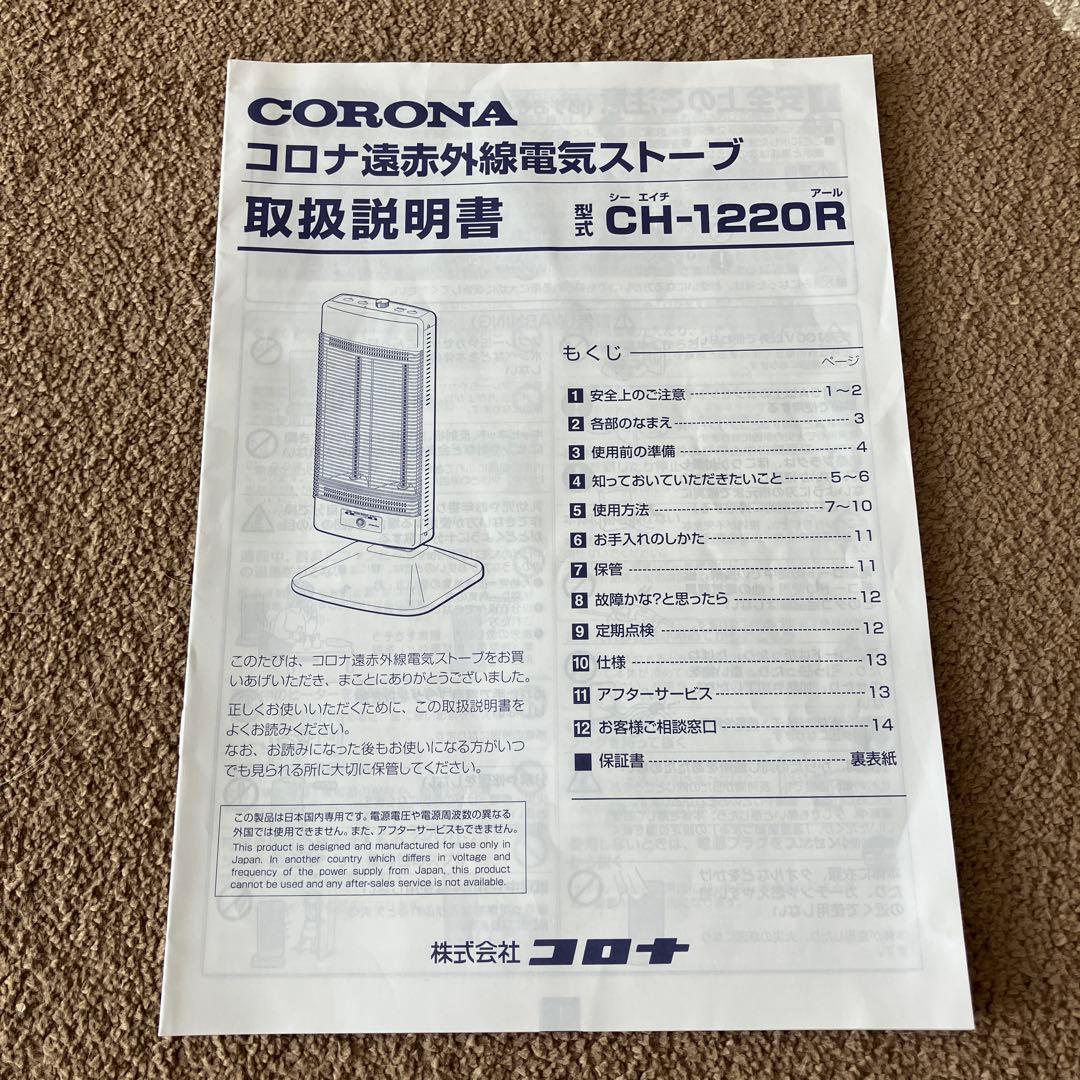 CORONA
コロナ遠赤外線電気ストーブ
取扱説明書 型式 CH-1220R
シー エイチ アール
もくじ
ページ
1 安全上のご注意 1〜2
2 各部のなまえ 3
3 使用前の準備 4
4 知っておいていただきたいこと 5〜6
5 使用方法 7〜10
6 お手入れのしかた 11
7 保管 11
8 故障かな?と思ったら 12
9 定期点検 12
10 仕様 13
11 アフターサービス 13
12 お客様ご相談窓口 14
■ 保証書 裏表紙
このたびは、コロナ遠赤外線電気ストーブをお買
いあげいただき、まことにありがとうございました。
正しくお使いいただくために、この取扱説明書を
よくお読みください。
なお、お読みになった後もお使いになる方がいつ
でも見られる所に大切に保管してください。
この製品は日本国内専用です。電源電圧や電源周波数の異なる
外国では使用できません。また、アフターサービスもできません。
This product is designed and manufactured for use only in
Japan. In another country which differs in voltage and
frequency of the power supply from Japan, this product
cannot be used and any after-sales service is not available.
株式会社 コロナ